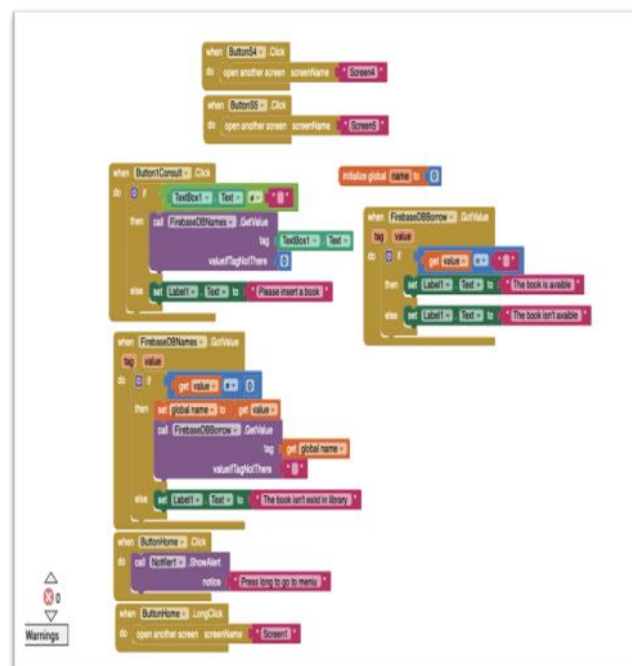 when ButtonS4 .Click
do open another screen screenName " Screen4 "
when ButtonS5 .Click
do open another screen screenName " Screen5 "
when Button1Consult .Click
initialize global name to 0
do if TextBox1 . Text ≠ " "
then call FirebaseDBNames .GetValue
tag TextBox1 . Text
valueIfTagNotThere 0
else set Label1 . Text to " Please insert a book "
when FirebaseDBBorrow .GotValue
tag value
do if get value = " "
then set Label1 . Text to " The book is avaible "
else set Label1 . Text to " The book isn't avaible "
when FirebaseDBNames .GotValue
tag value
do if get value ≠ 0
then set global name to get value
call FirebaseDBBorrow .GetValue
tag get global name
valueIfTagNotThere " "
else set Label1 . Text to " The book isn't exist in library "
when ButtonHome .Click
do call Notifier1 .ShowAlert
notice " Press long to go to meniu "
when ButtonHome .LongClick
do open another screen screenName " Screen1 "
0
Warnings